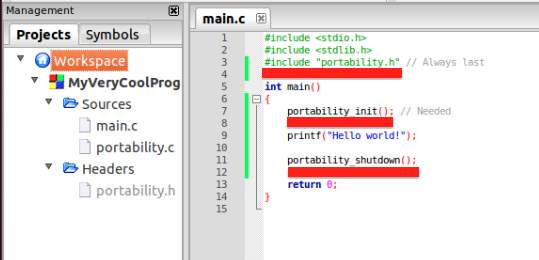 Management
Projects
Symbols
Workspace
MyVeryCoolProg
Sources
main.c
portability.c
Headers
portability.h
main.c
1 #include <stdio.h>
2 #include <stdlib.h>
3 #include "portability.h" // Always last
4
5 int main()
6 {
7 portability_init(); // Needed
8
9 printf("Hello world!");
10
11 portability_shutdown();
12
13 return 0;
14 }
15